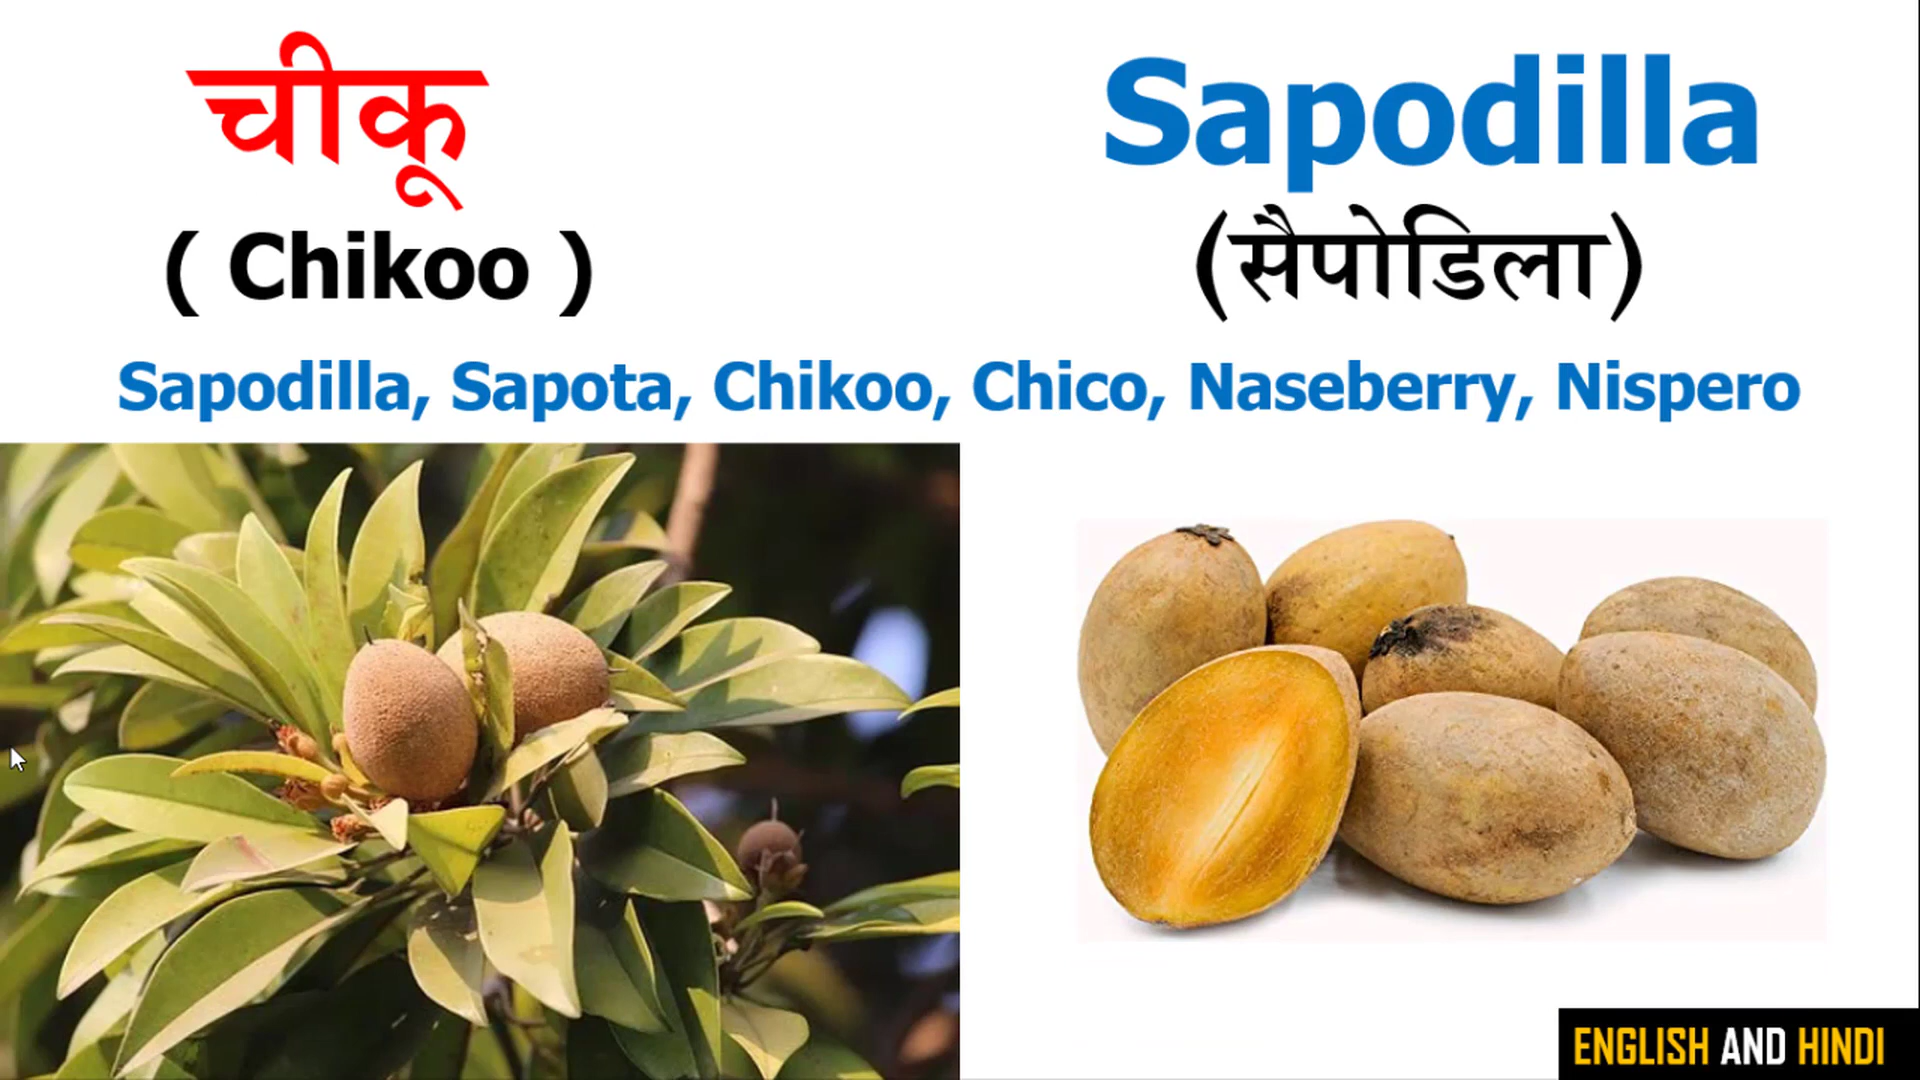 चीकू
Sapodilla
( Chikoo )
(सैपोडिला)
Sapodilla, Sapota, Chikoo, Chico, Naseberry, Nispero
ENGLISH AND HINDI